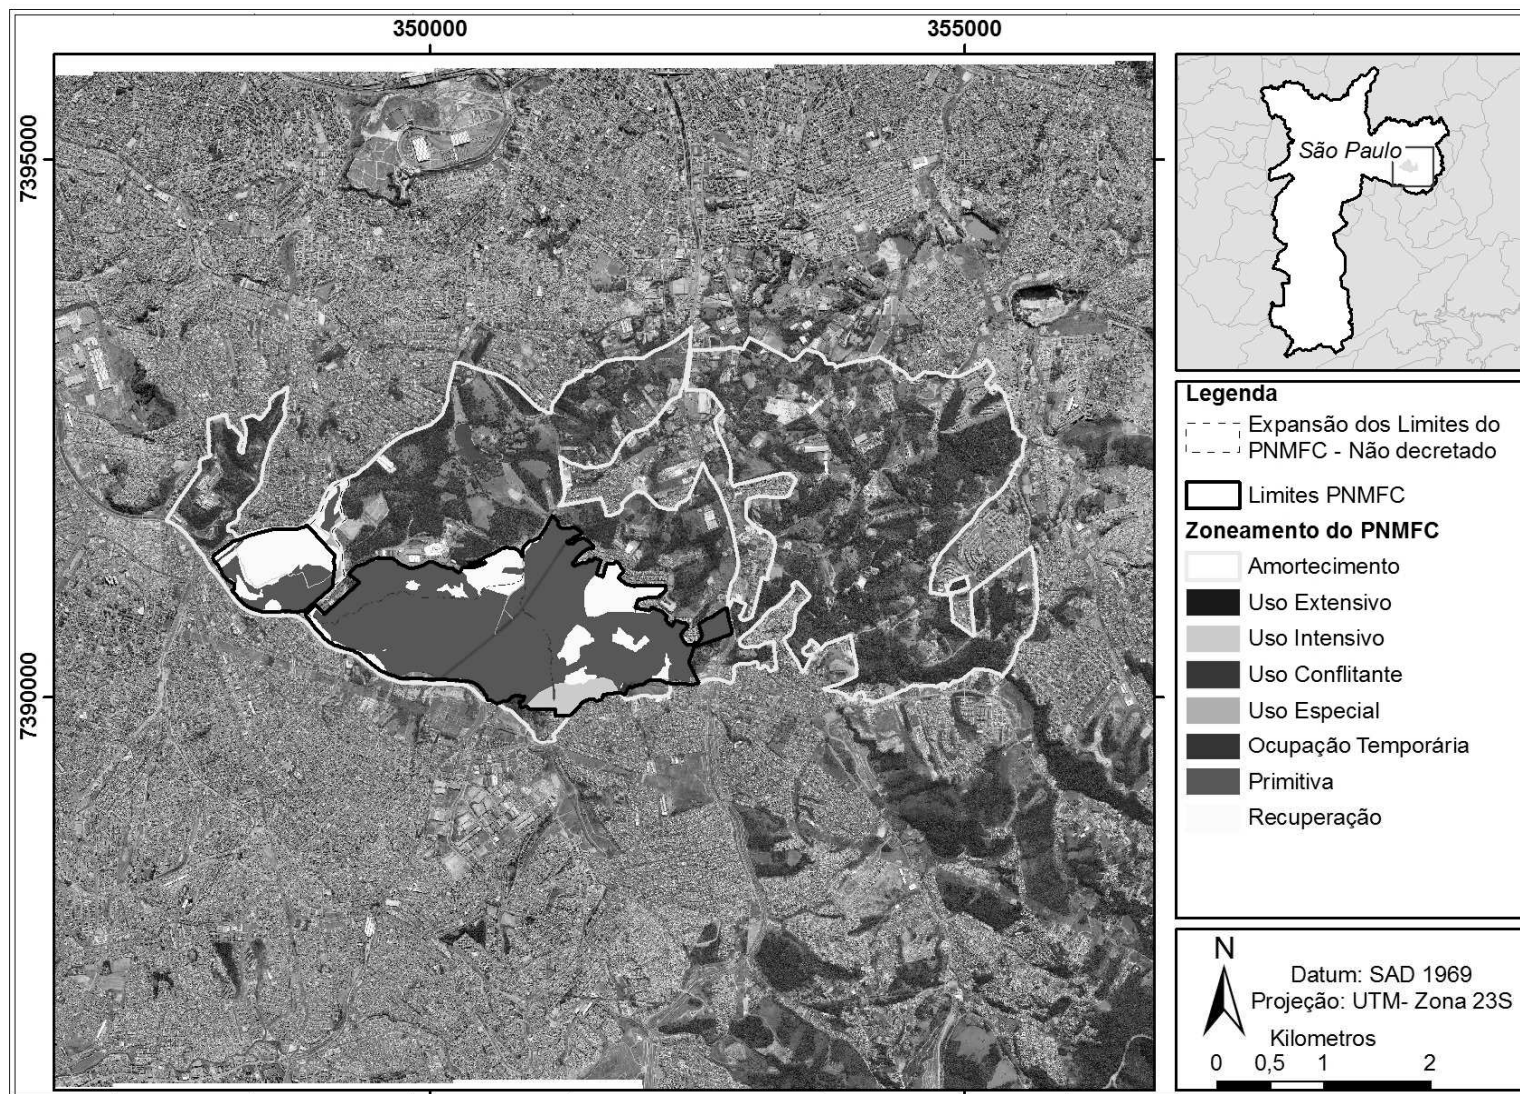 350000
355000
7395000
7390000
São Paulo
Legenda
Expansão dos Limites do
PNMFC - Não decretado
Limites PNMFC
Zoneamento do PNMFC
Amortecimento
Uso Extensivo
Uso Intensivo
Uso Conflitante
Uso Especial
Ocupação Temporária
Primitiva
Recuperação
N
Datum: SAD 1969
Projeção: UTM- Zona 23S
Kilometros
0 0,5 1 2